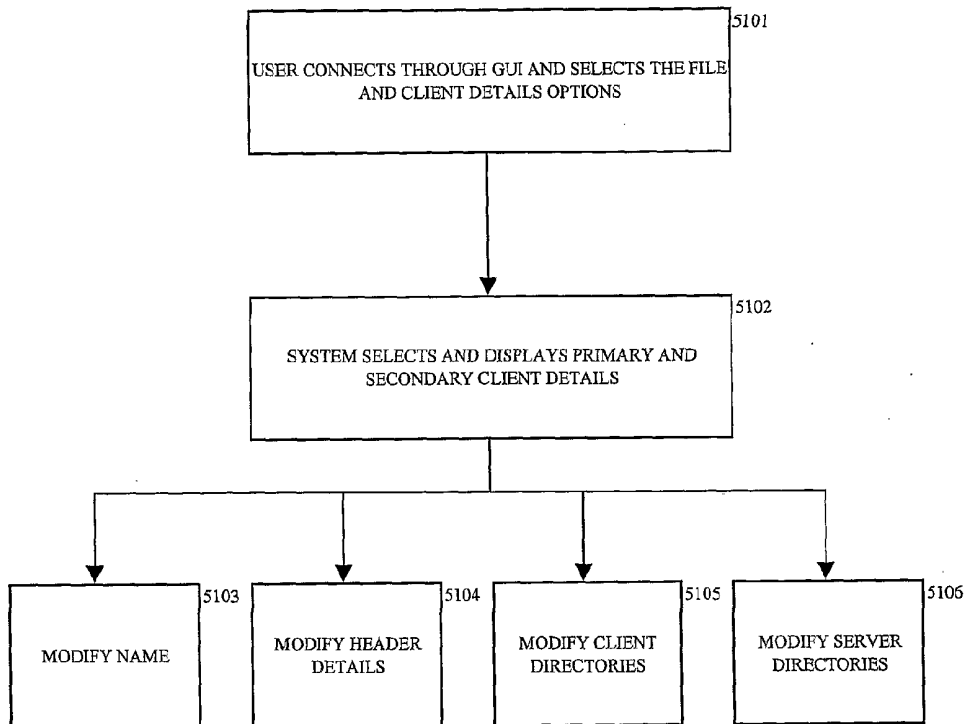 5101
USER CONNECTS THROUGH GUI AND SELECTS THE FILE
AND CLIENT DETAILS OPTIONS
5102
SYSTEM SELECTS AND DISPLAYS PRIMARY AND
SECONDARY CLIENT DETAILS
5103
MODIFY NAME
5104
MODIFY HEADER
DETAILS
5105
MODIFY CLIENT
DIRECTORIES
5106
MODIFY SERVER
DIRECTORIES